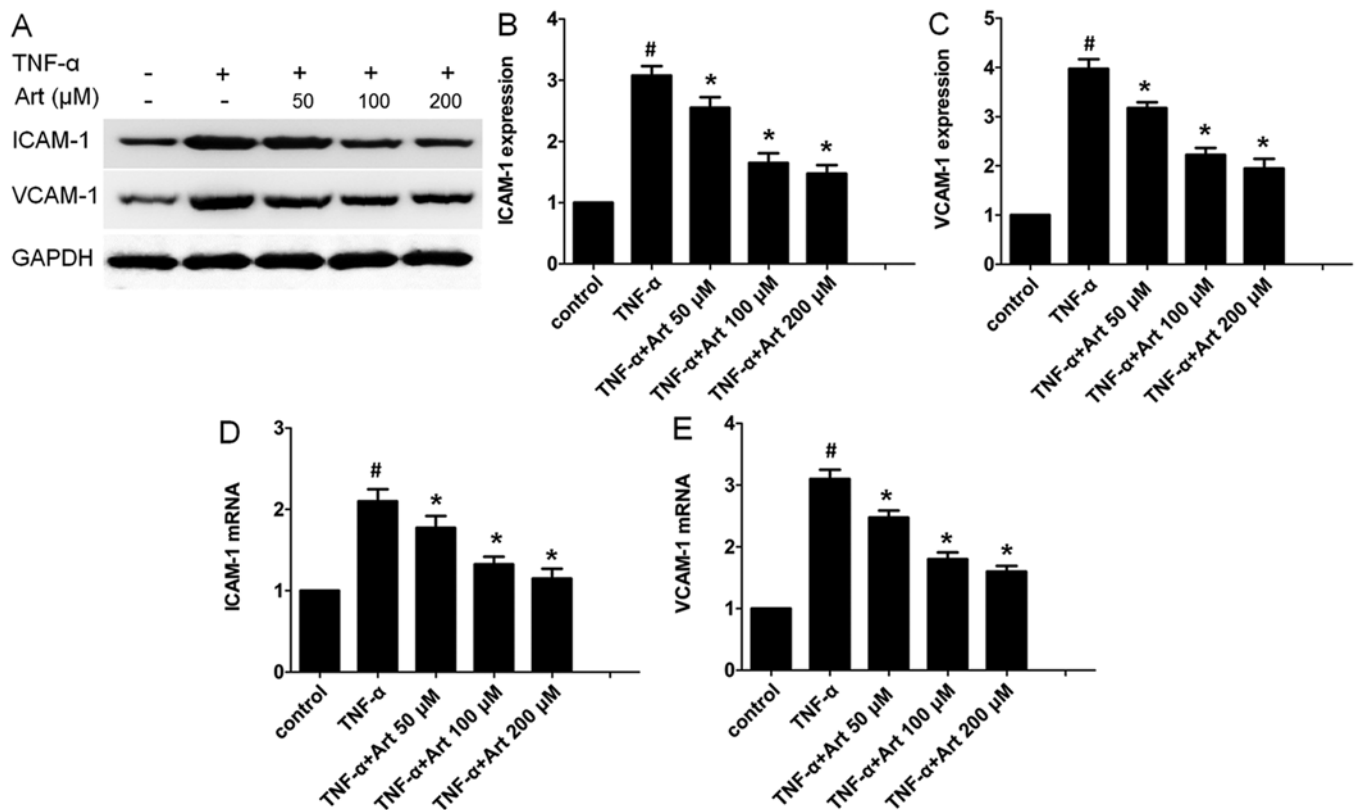 A
TNF-α - + + + +
Art (μM) - - 50 100 200
ICAM-1
VCAM-1
GAPDH
B
ICAM-1 expression
4
3
2
1
0
#
*
*
*
control
TNF-α
TNF-α+Art 50 μM
TNF-α+Art 100 μM
TNF-α+Art 200 μM
C
VCAM-1 expression
5
4
3
2
1
0
#
*
*
*
control
TNF-α
TNF-α+Art 50 μM
TNF-α+Art 100 μM
TNF-α+Art 200 μM
D
ICAM-1 mRNA
3
2
1
0
#
*
*
*
control
TNF-α
TNF-α+Art 50 μM
TNF-α+Art 100 μM
TNF-α+Art 200 μM
E
VCAM-1 mRNA
4
3
2
1
0
#
*
*
*
control
TNF-α
TNF-α+Art 50 μM
TNF-α+Art 100 μM
TNF-α+Art 200 μM